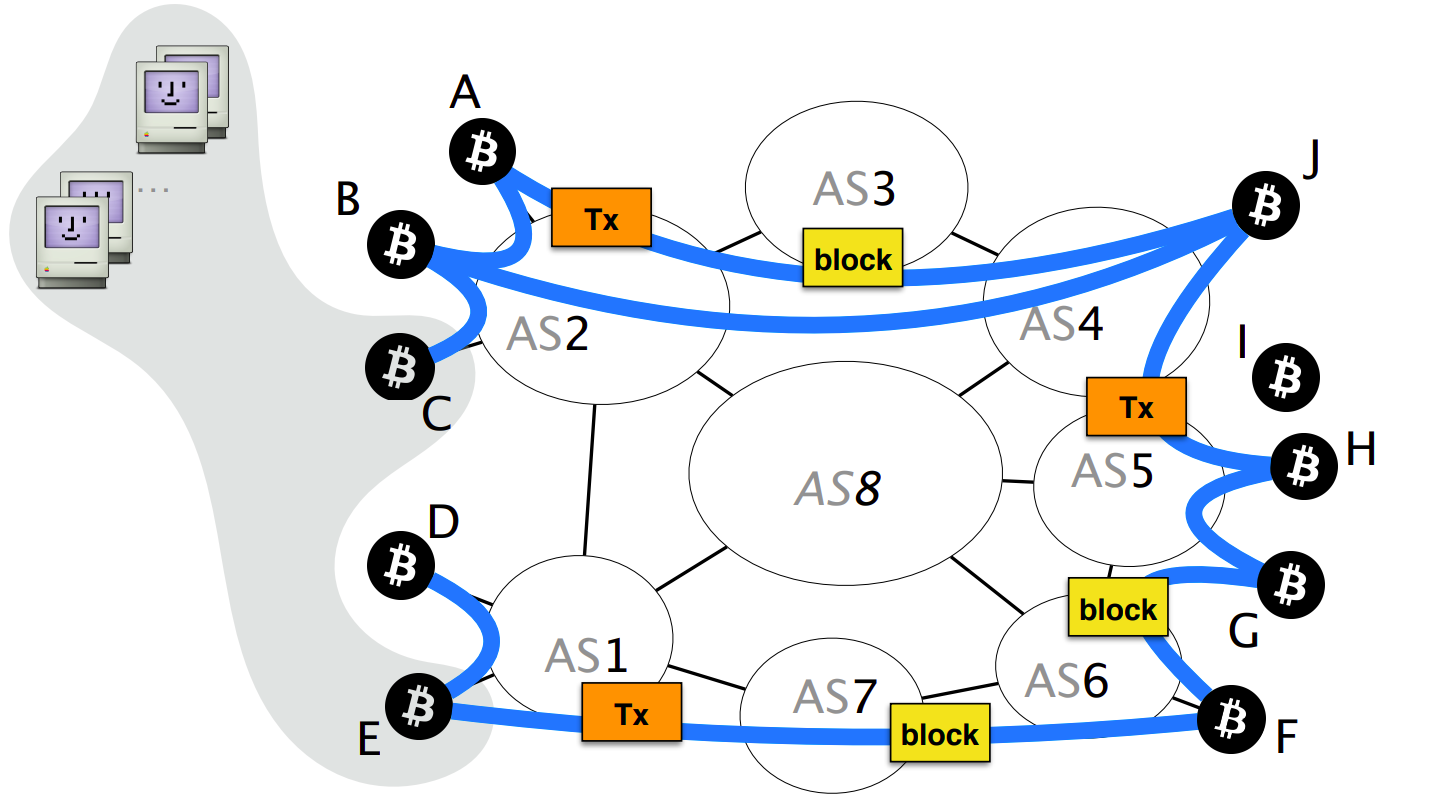 A
B
...
C
Tx
AS3
block
J
AS2
AS4
I
Tx
H
AS8
AS5
D
block
G
AS1
AS7
AS6
Tx
block
E
F